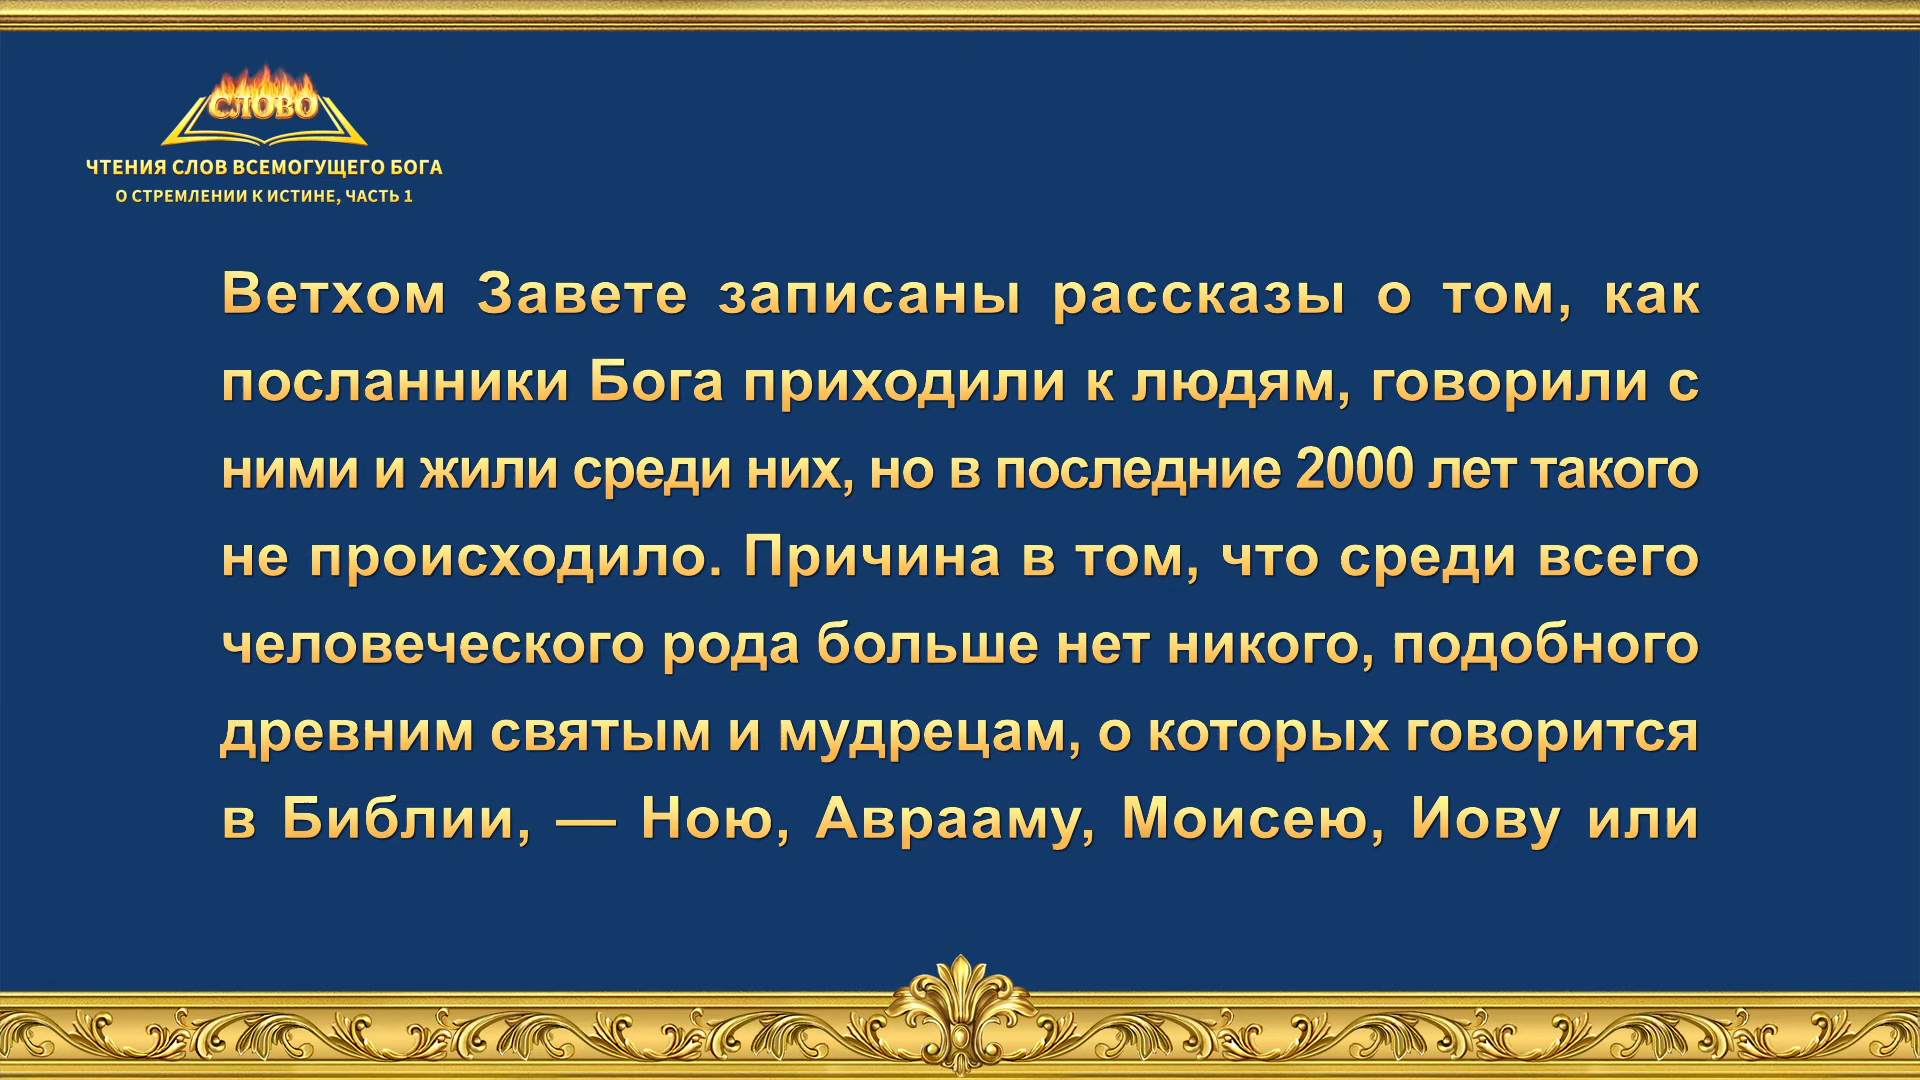 СЛОВО
ЧТЕНИЯ СЛОВ ВСЕМОГУЩЕГО БОГА
О СТРЕМЛЕНИИ К ИСТИНЕ, ЧАСТЬ 1
Ветхом Завете записаны рассказы о том, как
посланники Бога приходили к людям, говорили с
ними и жили среди них, но в последние 2000 лет такого
не происходило. Причина в том, что среди всего
человеческого рода больше нет никого, подобного
древним святым и мудрецам, о которых говорится
в Библии, — Ною, Аврааму, Моисею, Иову или